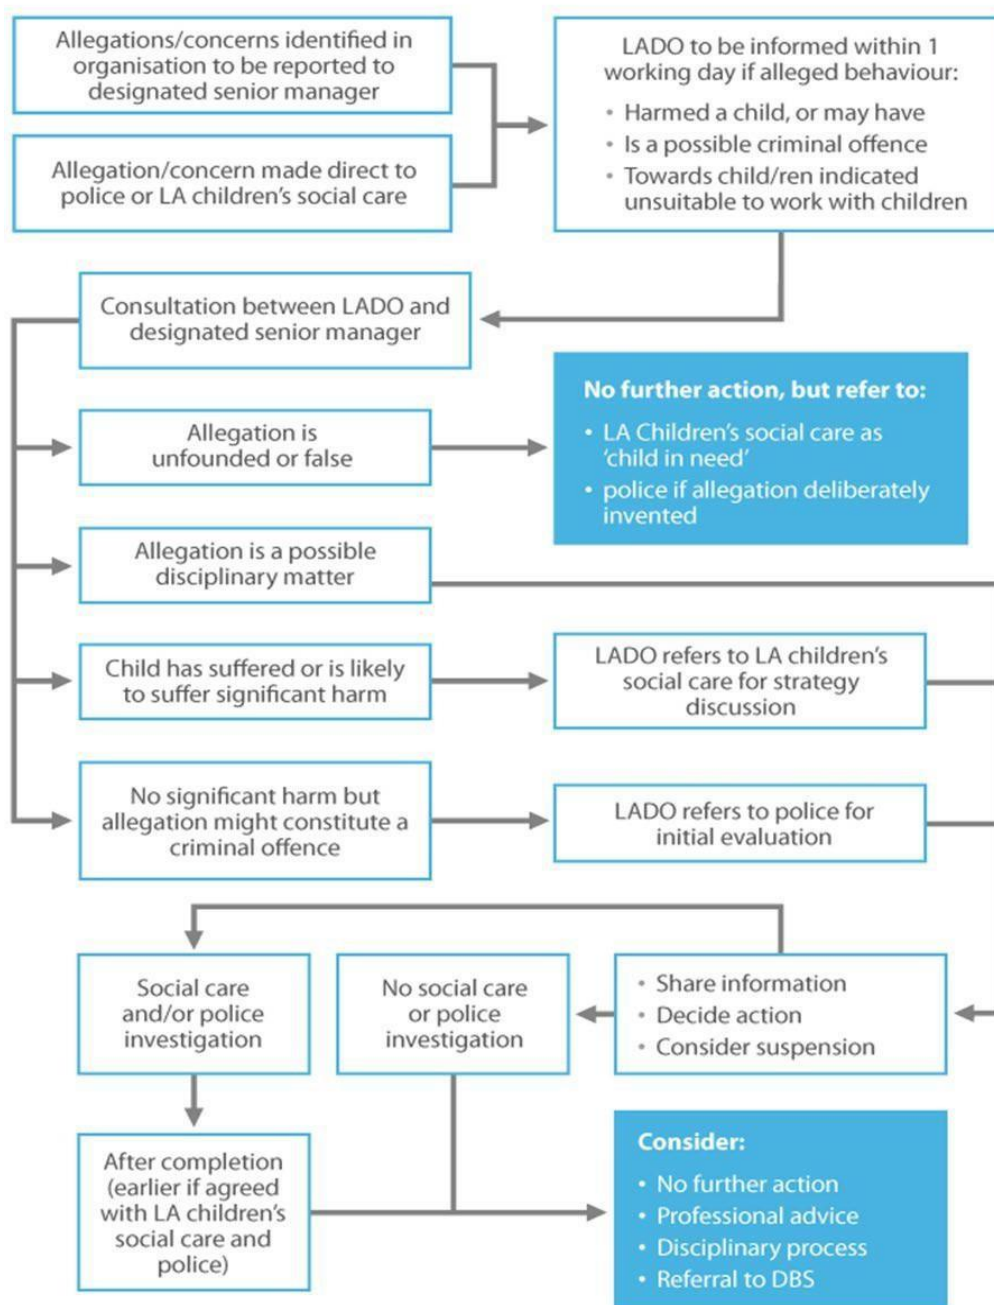 Allegations/concerns identified in
organisation to be reported to
designated senior manager
Allegation/concern made direct to
police or LA children’s social care
LADO to be informed within 1
working day if alleged behaviour:
• Harmed a child, or may have
• Is a possible criminal offence
• Towards child/ren indicated
unsuitable to work with children
Consultation between LADO and
designated senior manager
Allegation is
unfounded or false
No further action, but refer to:
• LA Children’s social care as
‘child in need’
• police if allegation deliberately
invented
Allegation is a possible
disciplinary matter
Child has suffered or is likely
to suffer significant harm
LADO refers to LA children’s
social care for strategy
discussion
No significant harm but
allegation might constitute a
criminal offence
LADO refers to police for
initial evaluation
Social care
and/or police
investigation
No social care
or police
investigation
• Share information
• Decide action
• Consider suspension
After completion
(earlier if agreed
with LA children’s
social care and
police)
Consider:
• No further action
• Professional advice
• Disciplinary process
• Referral to DBS